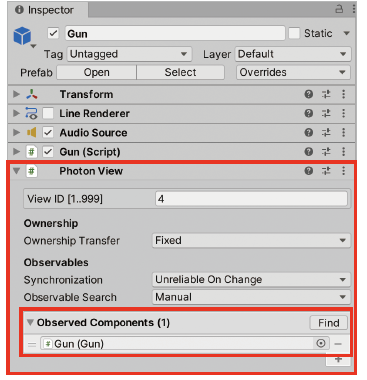 Inspector
Gun
Static
Tag
Untagged
Layer
Default
Prefab
Open
Select
Overrides
Transform
Line Renderer
Audio Source
Gun (Script)
Photon View
View ID [1..999]
4
Ownership
Ownership Transfer
Fixed
Observables
Synchronization
Unreliable On Change
Observable Search
Manual
Observed Components (1)
Find
Gun (Gun)